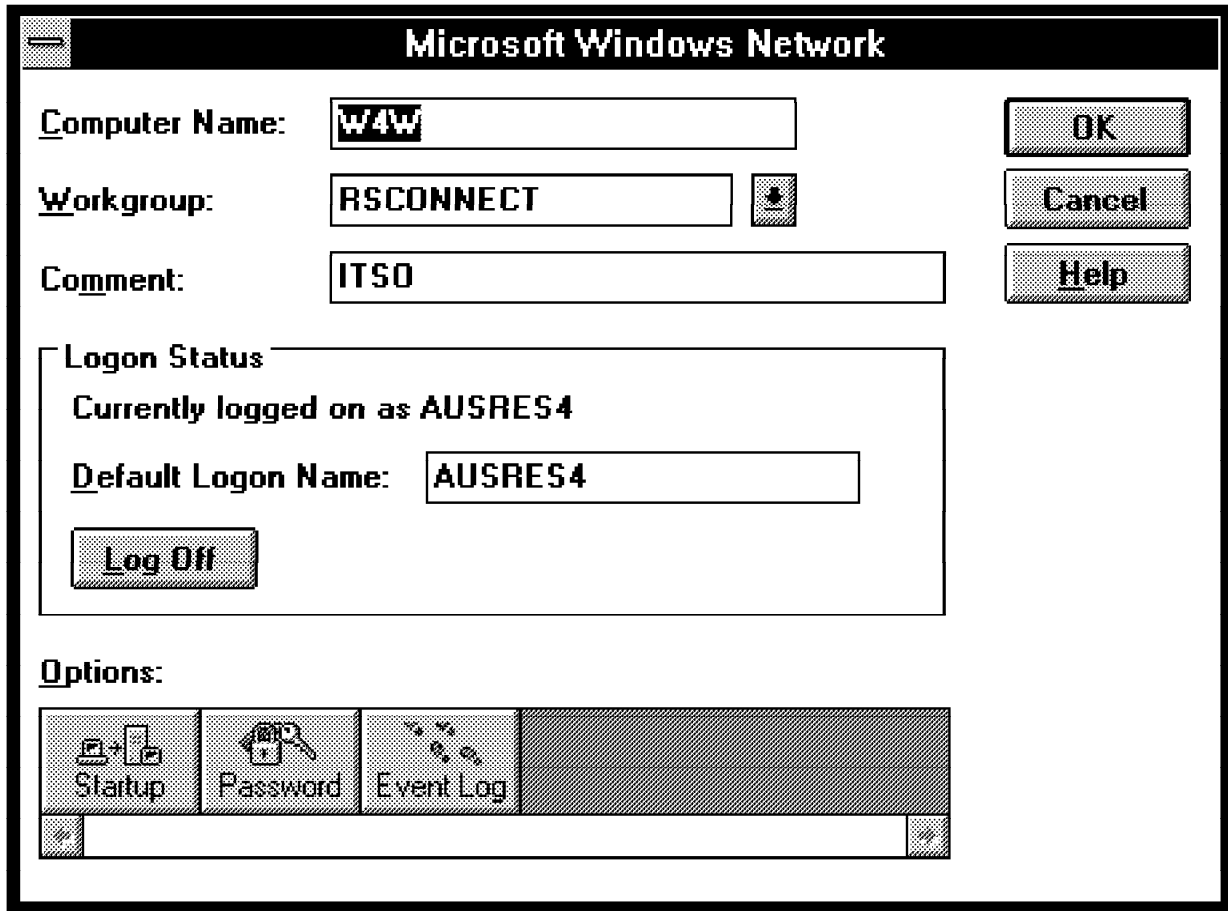 Microsoft Windows Network
Computer Name: W4W
OK
Workgroup: RSCONNECT
Cancel
Comment: ITSO
Help
Logon Status
Currently logged on as AUSRES4
Default Logon Name: AUSRES4
Log Off
Options:
Startup Password Event Log